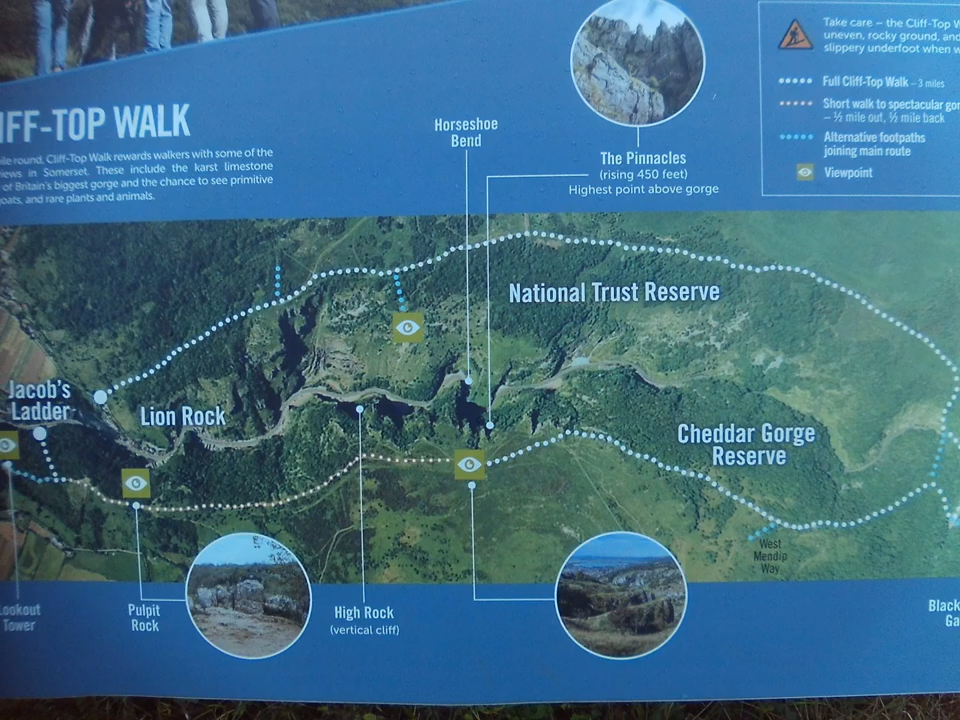 IFF-TOP WALK
ile round, Cliff-Top Walk rewards walkers with some of the
iews in Somerset. These include the karst limestone
of Britain's biggest gorge and the chance to see primitive
goats, and rare plants and animals.
Horseshoe
Bend
The Pinnacles
(rising 450 feet)
Highest point above gorge
Take care – the Cliff-Top W
uneven, rocky ground, and
slippery underfoot when w
Full Cliff-Top Walk – 3 miles
Short walk to spectacular gor
– ½ mile out, ½ mile back
Alternative footpaths
joining main route
Viewpoint
National Trust Reserve
Jacob's
Ladder
Lion Rock
Cheddar Gorge
Reserve
West
Mendip
Way
Lookout
Tower
Pulpit
Rock
High Rock
(vertical cliff)
Black
Ga